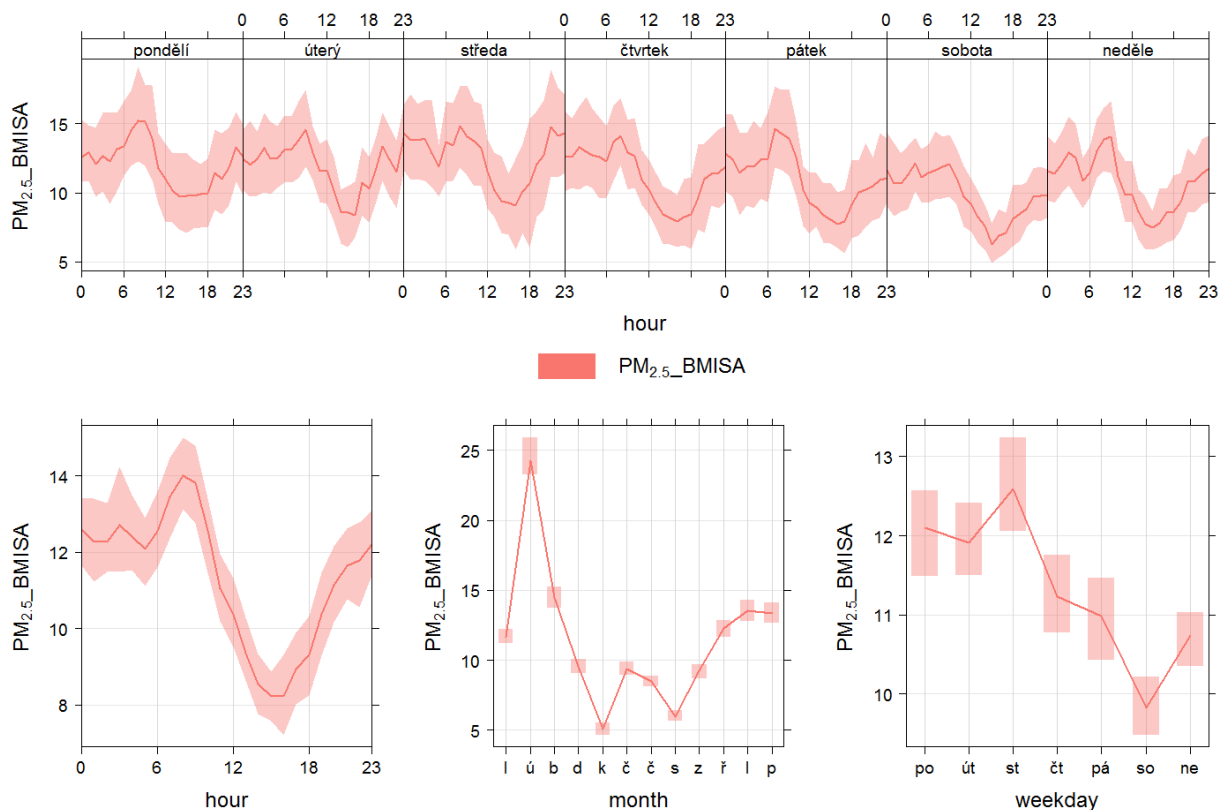 0 6 12 18 23 0 6 12 18 23 0 6 12 18 23
pondělí úterý středa čtvrtek pátek sobota neděle
PM2.5_BMISA
15
10
5
0 6 12 18 23 0 6 12 18 23 0 6 12 18 23 0 6 12 18 23
hour
PM2.5_BMISA
PM2.5_BMISA
14
12
10
8
0 6 12 18 23
hour
PM2.5_BMISA
25
20
15
10
5
l ú b d k č č s z ř l p
month
PM2.5_BMISA
13
12
11
10
po út st čt pá so ne
weekday